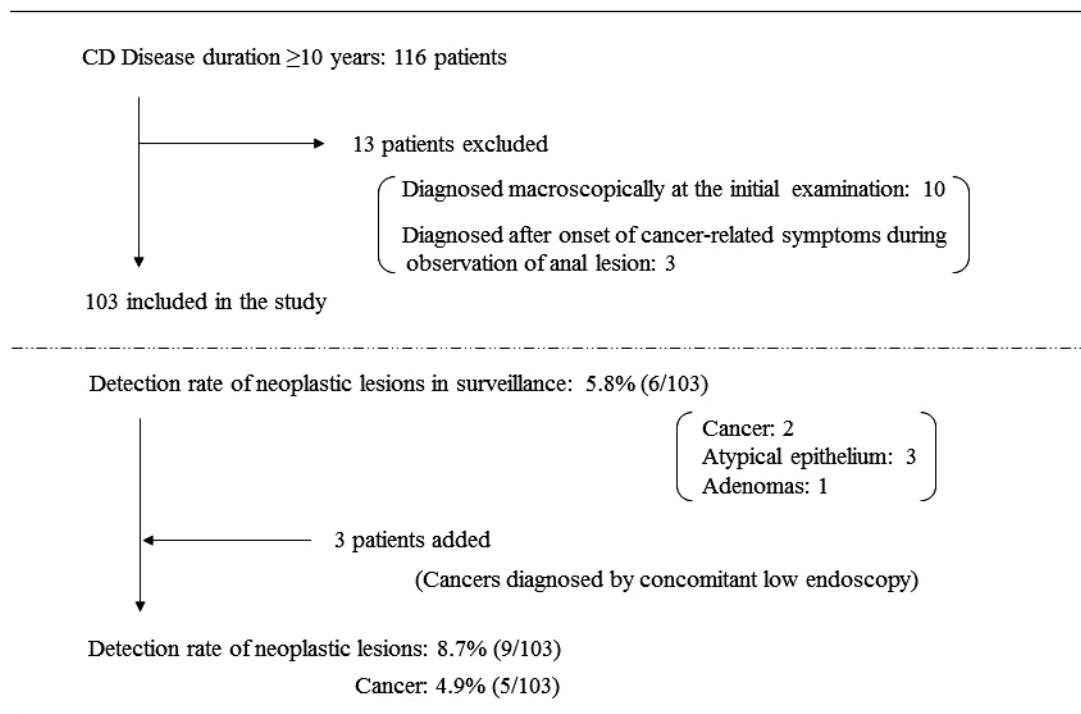 CD Disease duration ≥10 years: 116 patients
13 patients excluded
Diagnosed macroscopically at the initial examination: 10
Diagnosed after onset of cancer-related symptoms during
observation of anal lesion: 3
103 included in the study
Detection rate of neoplastic lesions in surveillance: 5.8% (6/103)
Cancer: 2
Atypical epithelium: 3
Adenomas: 1
3 patients added
(Cancers diagnosed by concomitant low endoscopy)
Detection rate of neoplastic lesions: 8.7% (9/103)
Cancer: 4.9% (5/103)